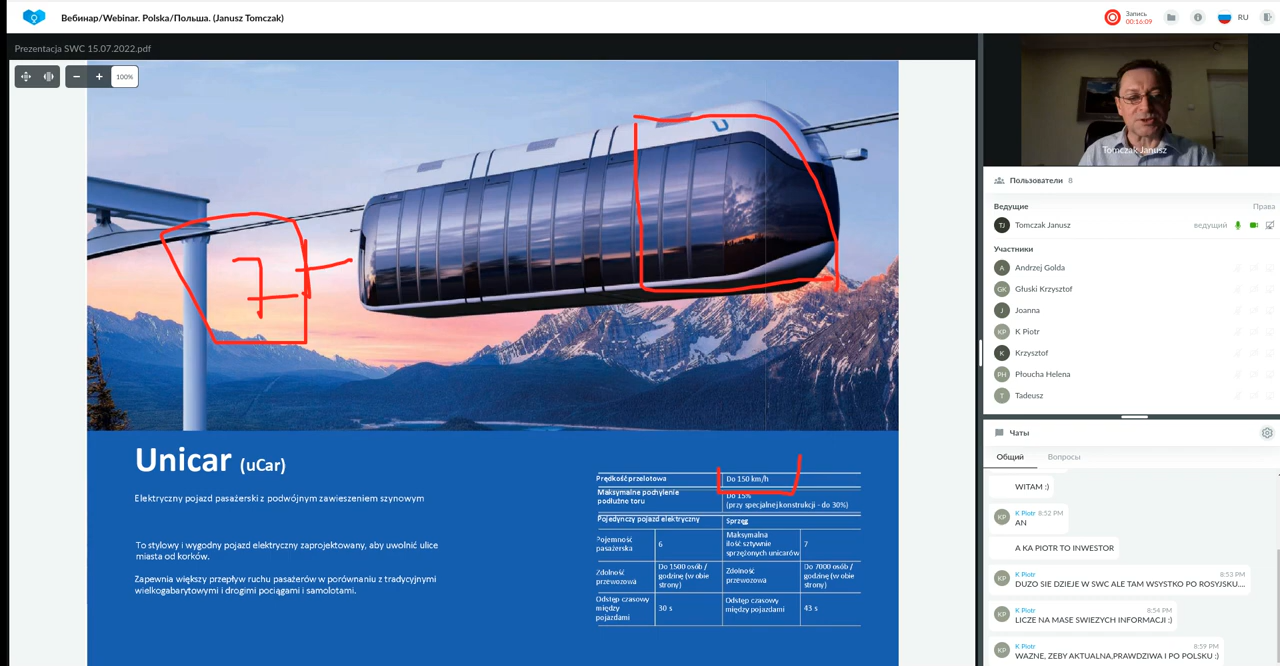 Вебинар/Webinar. Polska/Польша. (Janusz Tomczak)
Запись
00:16:09
RU
Prezentacja SWC 15.07.2022.pdf
100%
U
7
Unicar (uCar)
Elektryczny pojazd pasażerski z podwójnym zawieszeniem szynowym
To stylowy i wygodny pojazd elektryczny zaprojektowany, aby uwolnić ulice
miasta od korków.
Zapewnia większy przepływ ruchu pasażerów w porównaniu z tradycyjnymi
wielkogabarytowymi i drogimi pociągami i samolotami.
Prędkość przelotowa
Do 150 km/h
Maksymalne pochylenie
podłużne toru
Do 15%
(przy specjalnej konstrukcji - do 30%)
Pojedynczy pojazd elektryczny
Sprzęg
Pojemność
pasażerska
6
Maksymalna
ilość sztywnie
sprzężonych unicarów
7
Zdolność
przewozowa
Do 1500 osób /
godzinę (w obie
strony)
Zdolność
przewozowa
Do 7000 osób /
godzinę (w obie
strony)
Odstęp czasowy
między
pojazdami
30 s
Odstęp czasowy
między pojazdami
43 s
Tomczak Janusz
Пользователи 8
Ведущие
Права
TJ Tomczak Janusz
ведущий
Участники
A Andrzej Golda
GK Głuski Krzysztof
J Joanna
KP K Piotr
K Krzysztof
PH Płoucha Helena
T Tadeusz
Чаты
Общий
Вопросы
WITAM :)
KP K Piotr 8:52 PM
AN
A KA PIOTR TO INWESTOR
KP K Piotr 8:53 PM
DUZO SIE DZIEJE W SWC ALE TAM WSYSTKO PO ROSYJSKU....
KP K Piotr 8:54 PM
LICZE NA MASE SWIEZYCH INFORMACJI :)
KP K Piotr 8:59 PM
WAZNE, ZEBY AKTUALNA,PRAWDZIWA I PO POLSKU :)